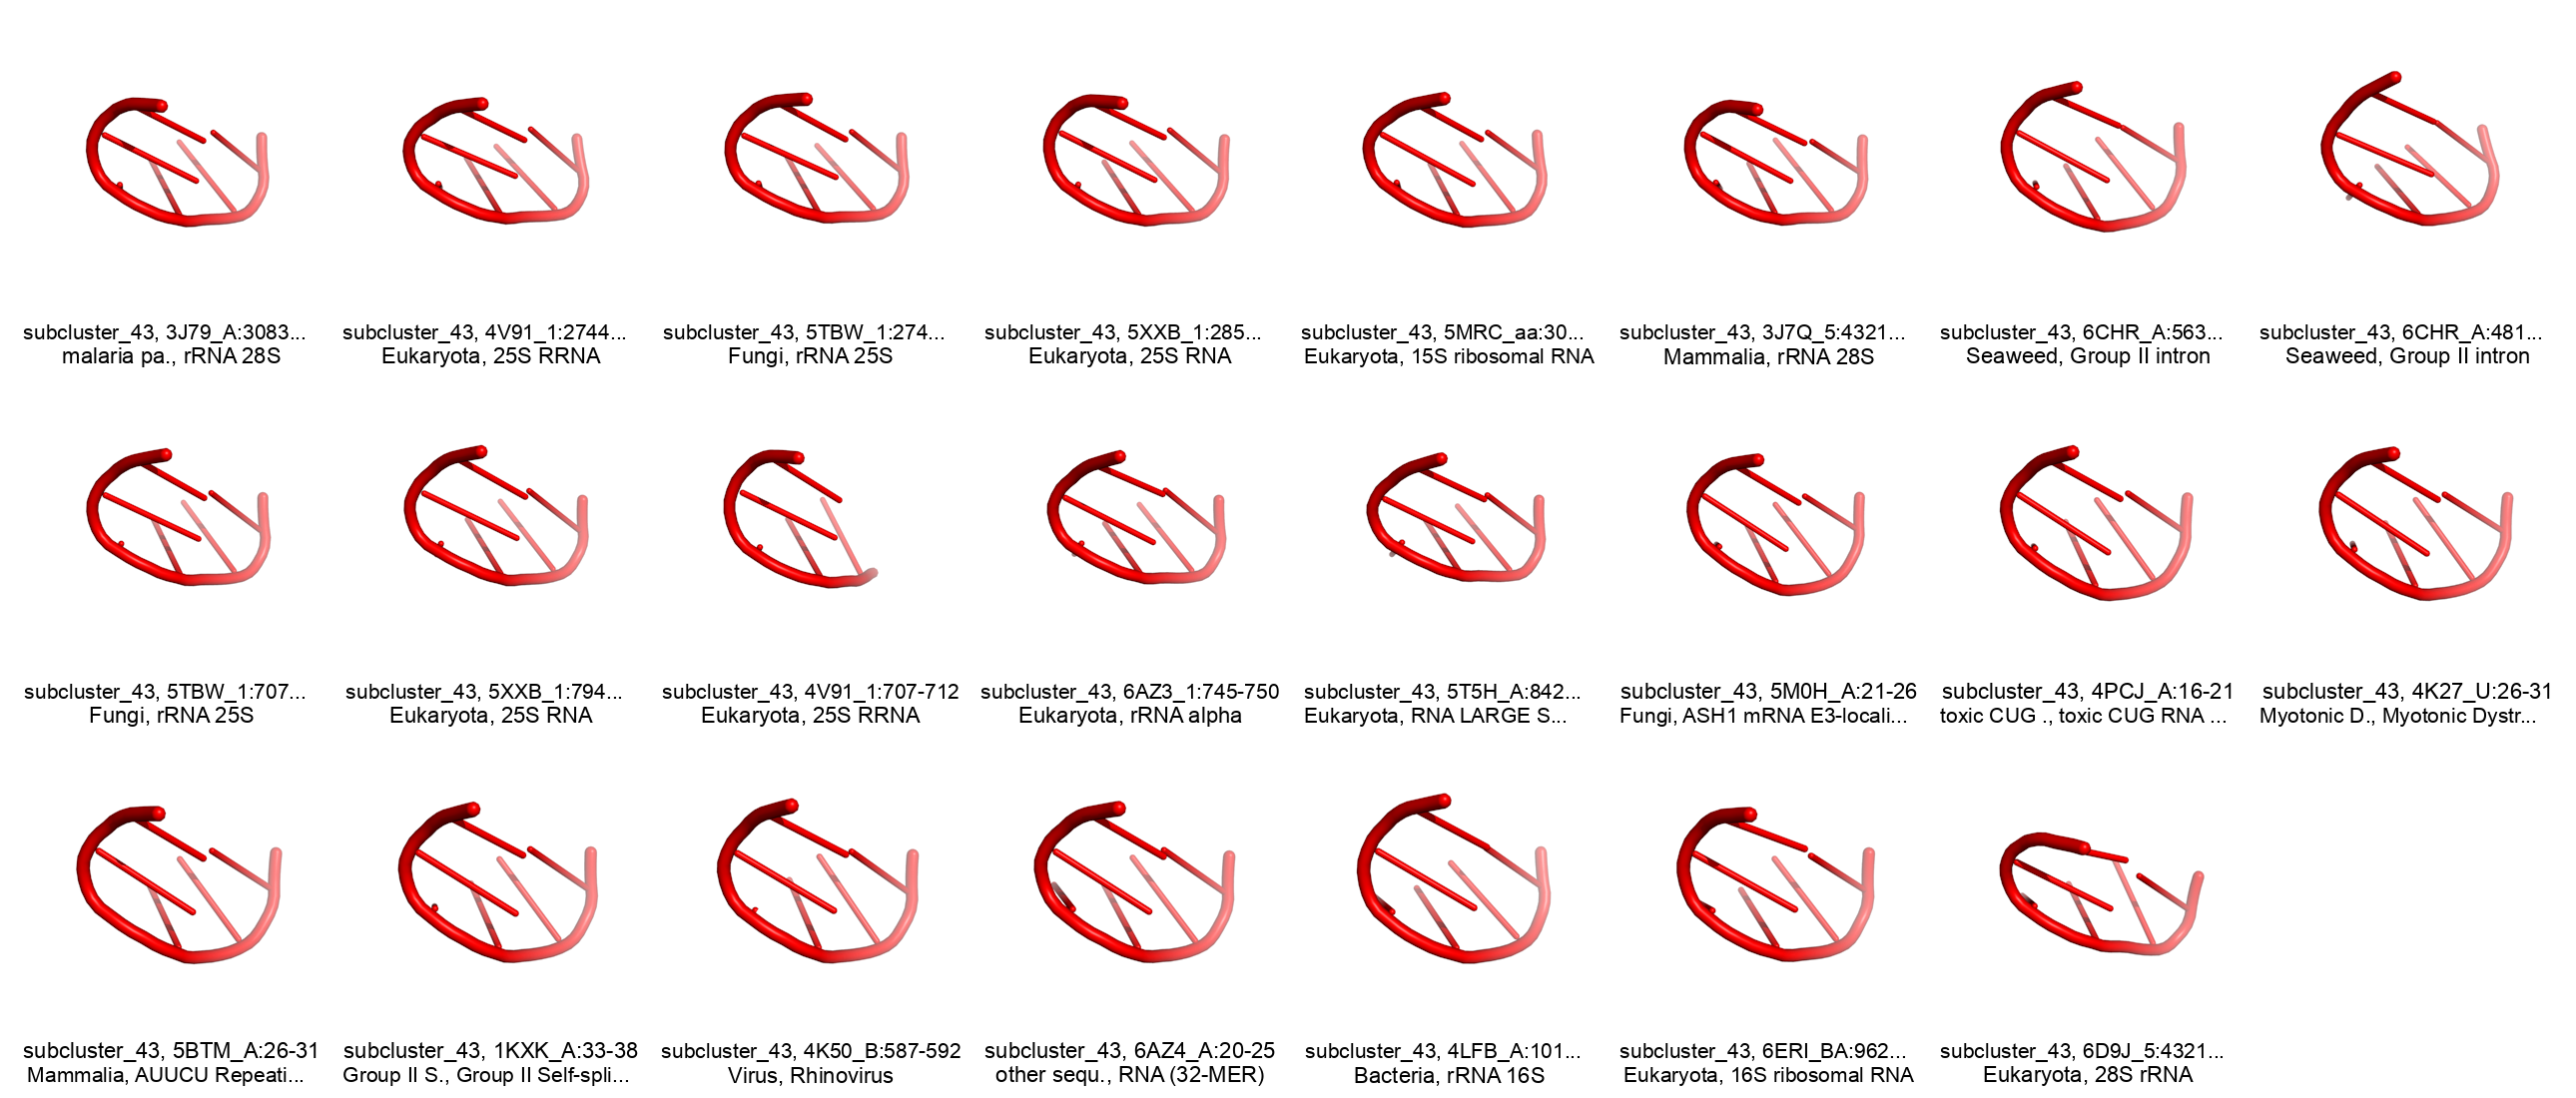 subcluster_43, 3J79_A:3083...
malaria pa., rRNA 28S
subcluster_43, 4V91_1:2744...
Eukaryota, 25S RRNA
subcluster_43, 5TBW_1:274...
Fungi, rRNA 25S
subcluster_43, 5XXB_1:285...
Eukaryota, 25S RNA
subcluster_43, 5MRC_aa:30...
Eukaryota, 15S ribosomal RNA
subcluster_43, 3J7Q_5:4321...
Mammalia, rRNA 28S
subcluster_43, 6CHR_A:563...
Seaweed, Group II intron
subcluster_43, 6CHR_A:481...
Seaweed, Group II intron
subcluster_43, 5TBW_1:707...
Fungi, rRNA 25S
subcluster_43, 5XXB_1:794...
Eukaryota, 25S RNA
subcluster_43, 4V91_1:707-712
Eukaryota, 25S RRNA
subcluster_43, 6AZ3_1:745-750
Eukaryota, rRNA alpha
subcluster_43, 5T5H_A:842...
Eukaryota, RNA LARGE S...
subcluster_43, 5M0H_A:21-26
Fungi, ASH1 mRNA E3-locali...
subcluster_43, 4PCJ_A:16-21
toxic CUG ., toxic CUG RNA ...
subcluster_43, 4K27_U:26-31
Myotonic D., Myotonic Dystr...
subcluster_43, 5BTM_A:26-31
Mammalia, AUUCU Repeati...
subcluster_43, 1KXK_A:33-38
Group II S., Group II Self-spli...
subcluster_43, 4K50_B:587-592
Virus, Rhinovirus
subcluster_43, 6AZ4_A:20-25
other sequ., RNA (32-MER)
subcluster_43, 4LFB_A:101...
Bacteria, rRNA 16S
subcluster_43, 6ERI_BA:962...
Eukaryota, 16S ribosomal RNA
subcluster_43, 6D9J_5:4321...
Eukaryota, 28S rRNA